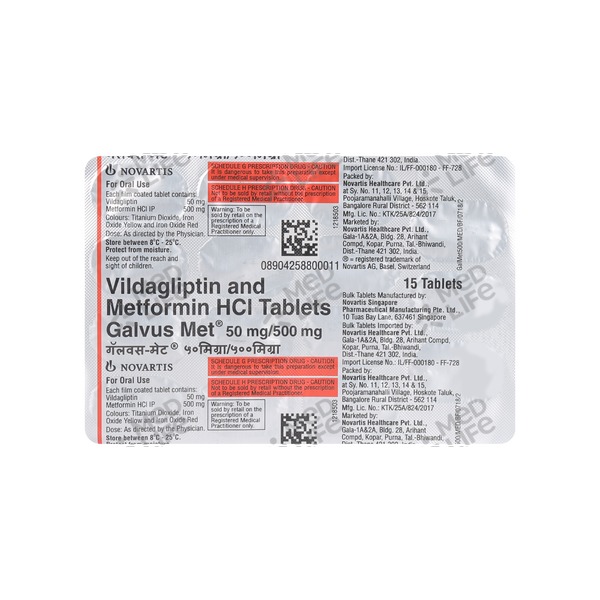 NOVARTIS
For Oral Use
Each film coated tablet contains:
Vildagliptin 50 mg
Metformin HCl IP 500 mg
Colours: Titanium Dioxide, Iron
Oxide Yellow and Iron Oxide Red
Dose: As directed by the Physician.
Store between 8°C - 25°C.
Protect from moisture.
Keep out of the reach and
sight of children.
SCHEDULE G PRESCRIPTION DRUG - CAUTION
It is dangerous to take this preparation except
under medical supervision.
SCHEDULE H PRESCRIPTION DRUG - CAUTION
Not to be sold by retail without the prescription
of a Registered Medical Practitioner.
Warning: To be
sold by retail on the
prescription of a
Registered Medical
Practitioner only.
1218503
08904258800011
Dist.-Thane 421 302, India.
Import License No.: IL/FF-000180 - FF-728
Packed by:
Novartis Healthcare Pvt. Ltd.,
at Sy. No. 11, 12, 13, 14 & 15,
Poojaramanahalli Village, Hoskote Taluk,
Bangalore Rural District - 562 114
Mfg. Lic. No.: KTK/25A/824/2017
Marketed by:
Novartis Healthcare Pvt. Ltd.,
Gala-1A&2A, Bldg. 28, Arihant
Compd, Kopar, Purna, Tal.-Bhiwandi,
Dist.-Thane 421 302, India.
® = registered trademark of
Novartis AG, Basel, Switzerland
15 Tablets
Vildagliptin and
Metformin HCl Tablets
Galvus Met® 50 mg/500 mg
गॅलवस-मेट® ५०मिग्रा/५००मिग्रा
Bulk Tablets Manufactured by:
Novartis Singapore
Pharmaceutical Manufacturing Pte. Ltd.,
10 Tuas Bay Lane, 637461 Singapore
Bulk Tablets Imported by:
Novartis Healthcare Pvt. Ltd.,
Gala-1A&2A, Bldg. 28, Arihant
Compd, Kopar, Purna, Tal.-Bhiwandi,
Dist.-Thane 421 302, India
Import License No.: IL/FF-000180 - FF-728
Packed by:
Novartis Healthcare Pvt. Ltd.,
at Sy. No. 11, 12, 13, 14 & 15,
Poojaramanahalli Village, Hoskote Taluk,
Bangalore Rural District - 562 114
Mfg. Lic. No.: KTK/25A/824/2017
Marketed by:
Novartis Healthcare Pvt. Ltd.,
Gala-1A&2A, Bldg. 28, Arihant
Compd, Kopar, Purna, Tal.-Bhiwandi,
Dist.-Thane 421 302, India.
NOVARTIS
For Oral Use
Each film coated tablet contains:
Vildagliptin 50 mg
Metformin HCl IP 500 mg
Colours: Titanium Dioxide, Iron
Oxide Yellow and Iron Oxide Red
Dose: As directed by the Physician.
Store between 8°C - 25°C.
SCHEDULE G PRESCRIPTION DRUG - CAUTION
It is dangerous to take this preparation except
under medical supervision.
SCHEDULE H PRESCRIPTION DRUG - CAUTION
Not to be sold by retail without the prescription
of a Registered Medical Practitioner.
Warning: To be
sold by retail on the
prescription of a
Registered Medical
Practitioner only.
1218503
MED
LIFE